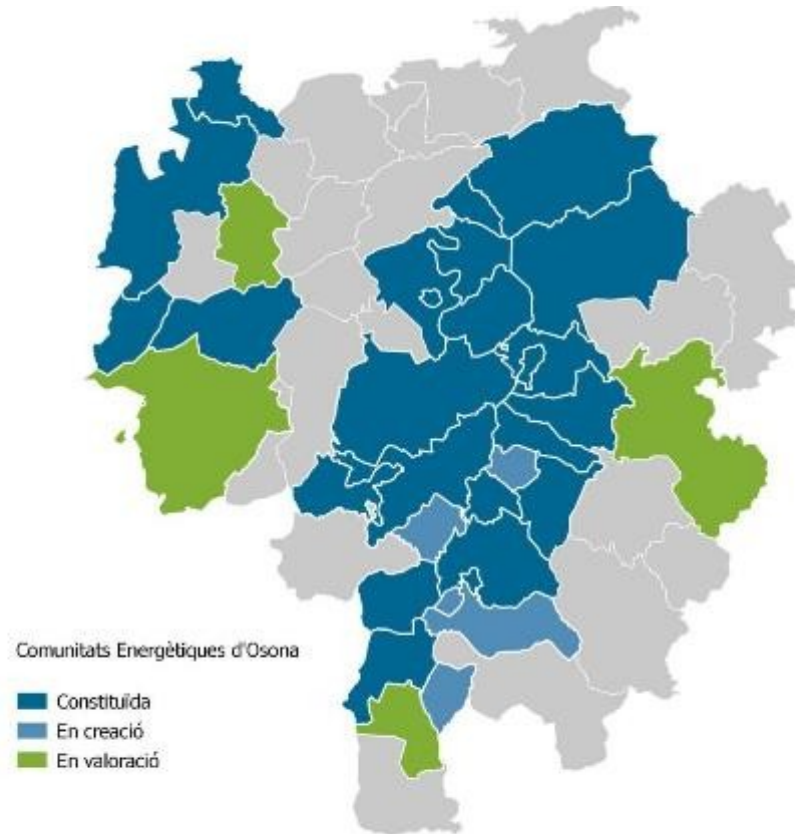 Comunitats Energètiques d'Osona
Constituïda
En creació
En valoració